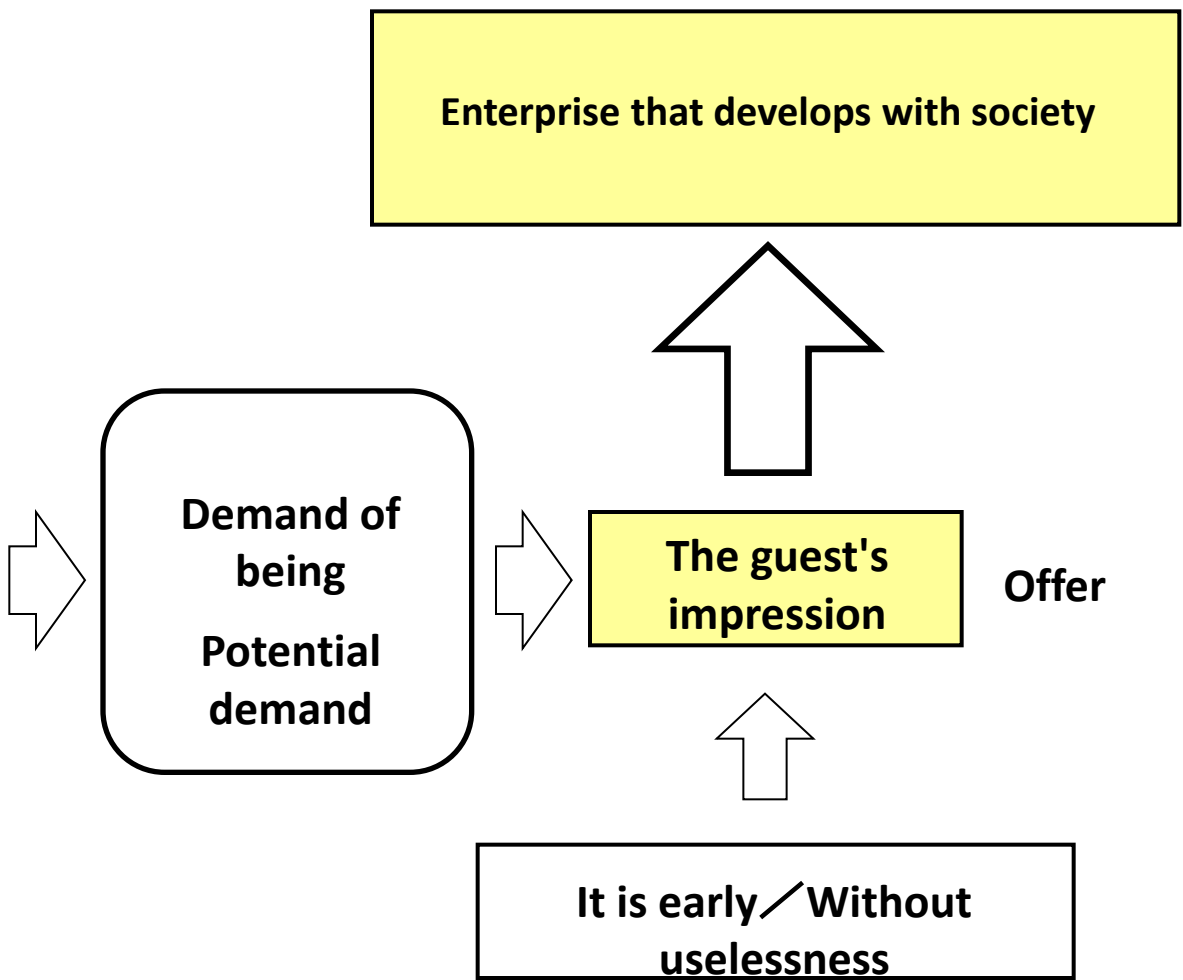 Enterprise that develops with society
Demand of
being
Potential
demand
The guest's
impression
Offer
It is early／Without
uselessness